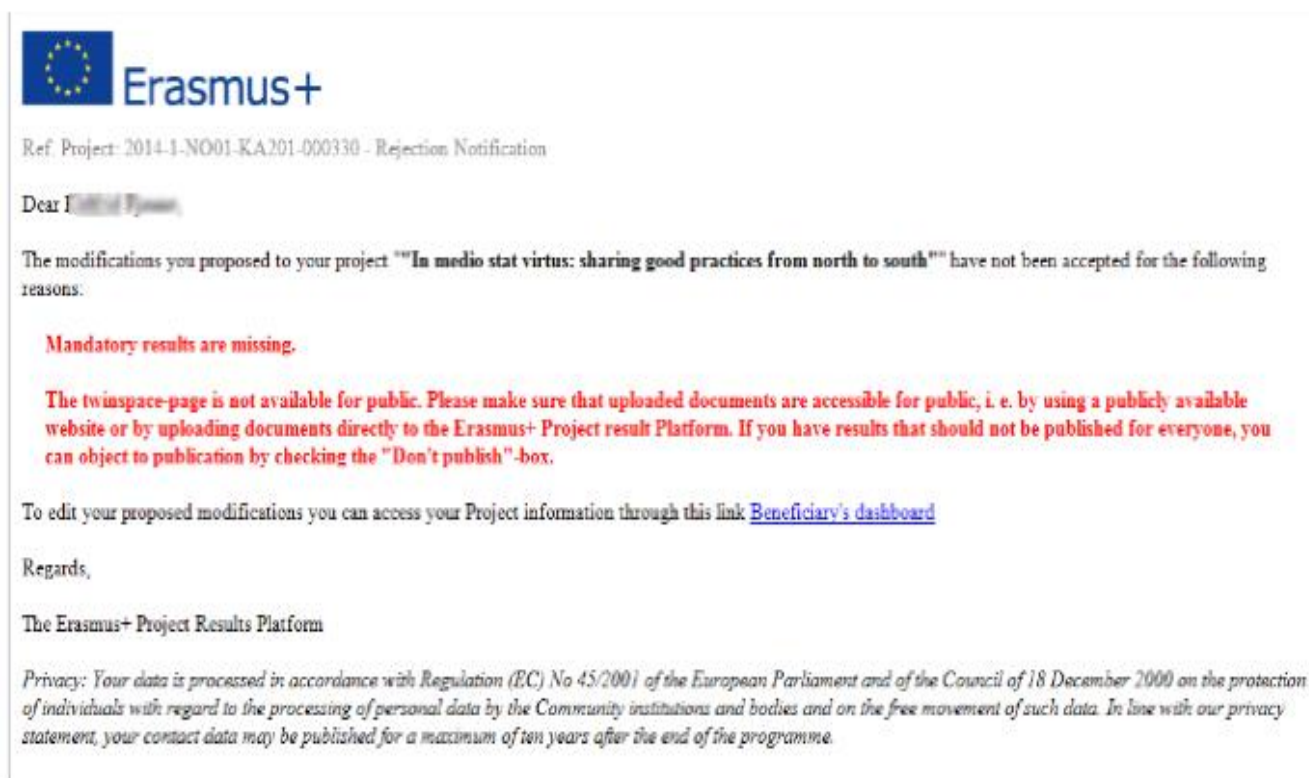 Erasmus+
Ref. Project: 2014-1-NO01-KA201-000330 - Rejection Notification
Dear
The modifications you proposed to your project ""In medio stat virtus: sharing good practices from north to south"" have not been accepted for the following
reasons:
Mandatory results are missing.
The twinspace-page is not available for public. Please make sure that uploaded documents are accessible for public, i. e. by using a publicly available
website or by uploading documents directly to the Erasmus+ Project result Platform. If you have results that should not be published for everyone, you
can object to publication by checking the "Don't publish"-box.
To edit your proposed modifications you can access your Project information through this link Beneficiary's dashboard
Regards,
The Erasmus+ Project Results Platform
Privacy: Your data is processed in accordance with Regulation (EC) No 45/2001 of the European Parliament and of the Council of 18 December 2000 on the protection
of individuals with regard to the processing of personal data by the Community institutions and bodies and on the free movement of such data. In line with our privacy
statement, your contact data may be published for a maximum of ten years after the end of the programme.